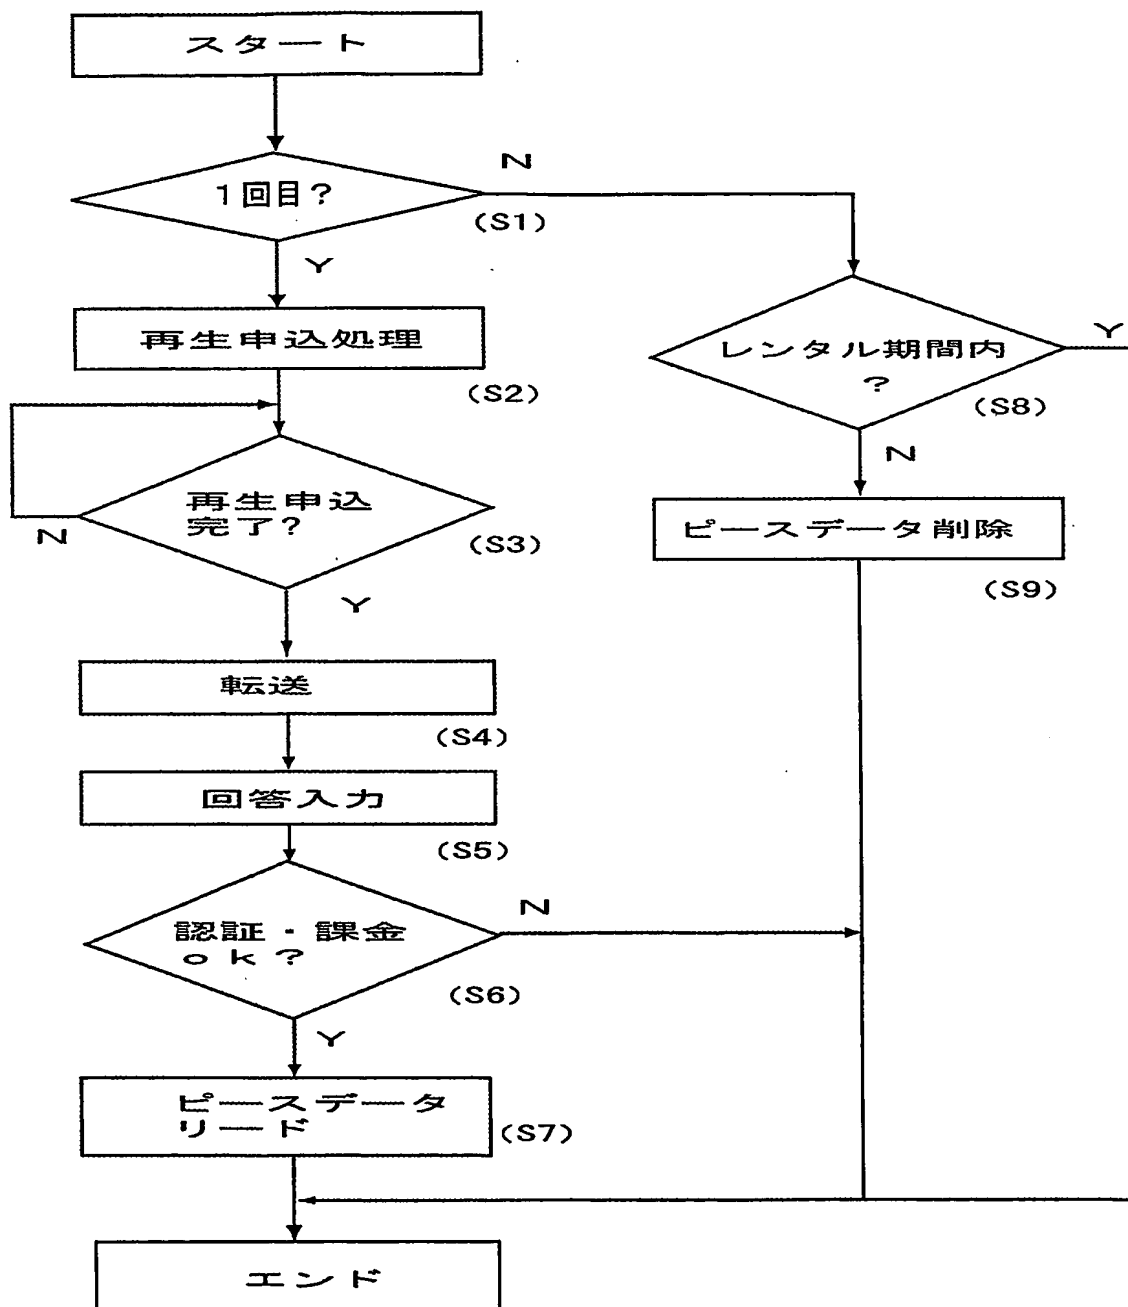 スタート
1回目?
N
(S1)
Y
再生申込処理
(S2)
再生申込
完了?
N
(S3)
Y
転送
(S4)
回答入力
(S5)
認証・課金
ok?
N
(S6)
Y
ピースデータ
リード
(S7)
エンド
レンタル期間内
?
Y
(S8)
N
ピースデータ削除
(S9)